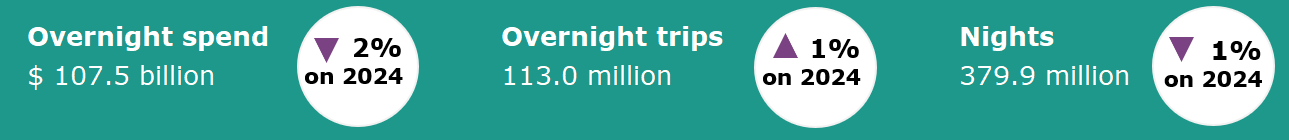 Overnight spend
$ 107.5 billion
▼ 2%
on 2024
Overnight trips
113.0 million
▲ 1%
on 2024
Nights
379.9 million
▼ 1%
on 2024